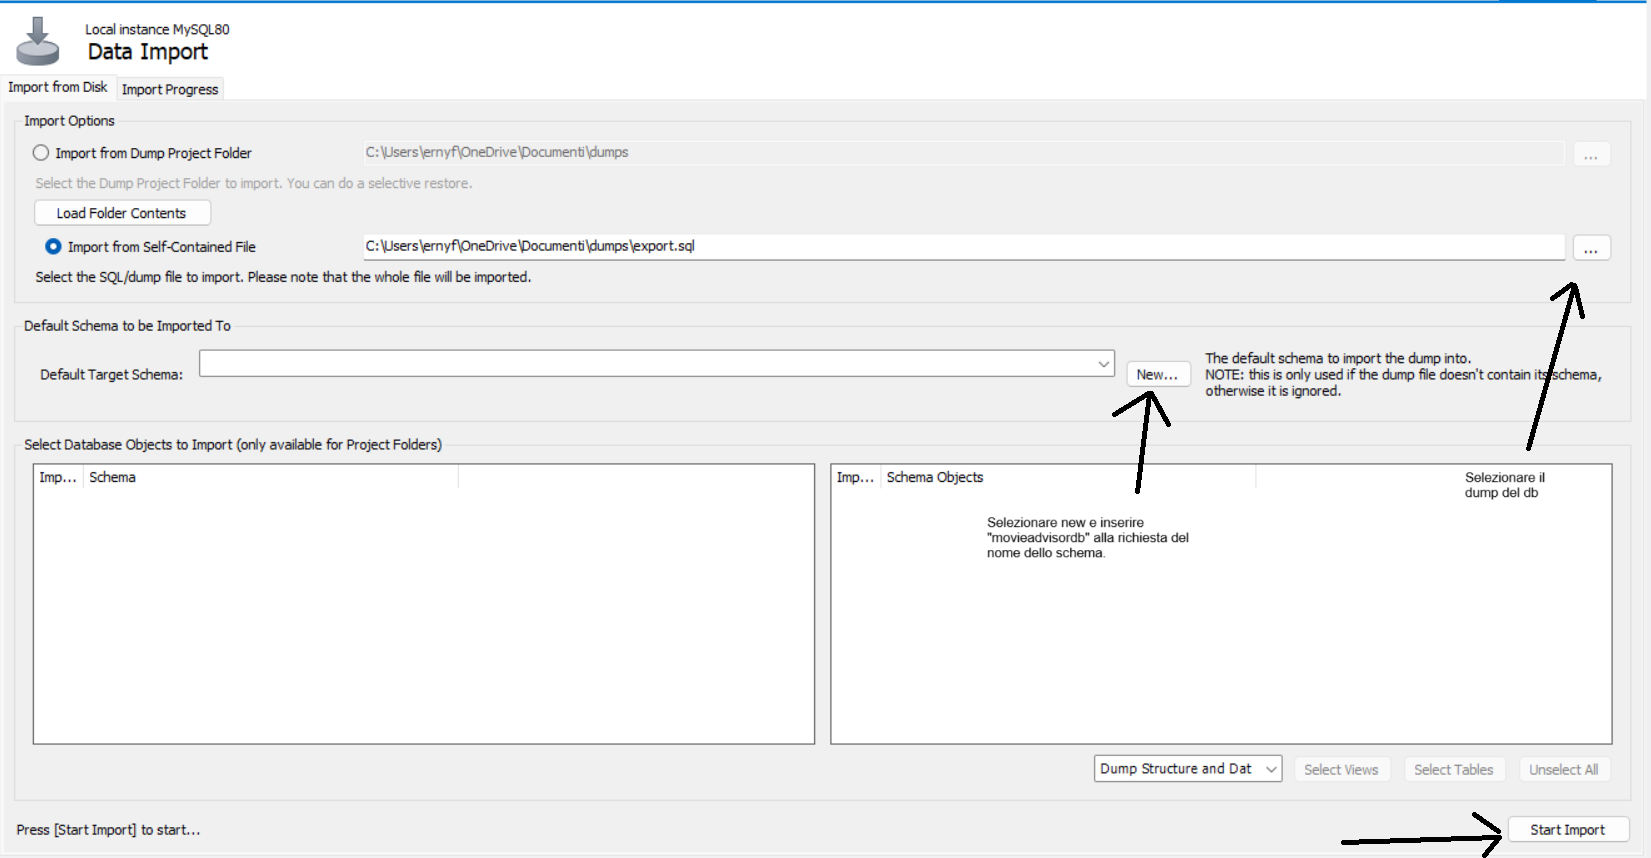 Local instance MySQL80
Data Import
Import from Disk
Import Progress
Import Options
Import from Dump Project Folder
C:\Users\ernyf\OneDrive\Documenti\dumps
...
Select the Dump Project Folder to import. You can do a selective restore.
Load Folder Contents
Import from Self-Contained File
C:\Users\ernyf\OneDrive\Documenti\dumps\export.sql
...
Select the SQL/dump file to import. Please note that the whole file will be imported.
Default Schema to be Imported To
Default Target Schema:
New...
The default schema to import the dump into.
NOTE: this is only used if the dump file doesn't contain its schema,
otherwise it is ignored.
Select Database Objects to Import (only available for Project Folders)
Imp...
Schema
Imp...
Schema Objects
Selezionare il
dump del db
Selezionare new e inserire
"movieadvisordb" alla richiesta del
nome dello schema.
Dump Structure and Dat
Select Views
Select Tables
Unselect All
Press [Start Import] to start...
Start Import